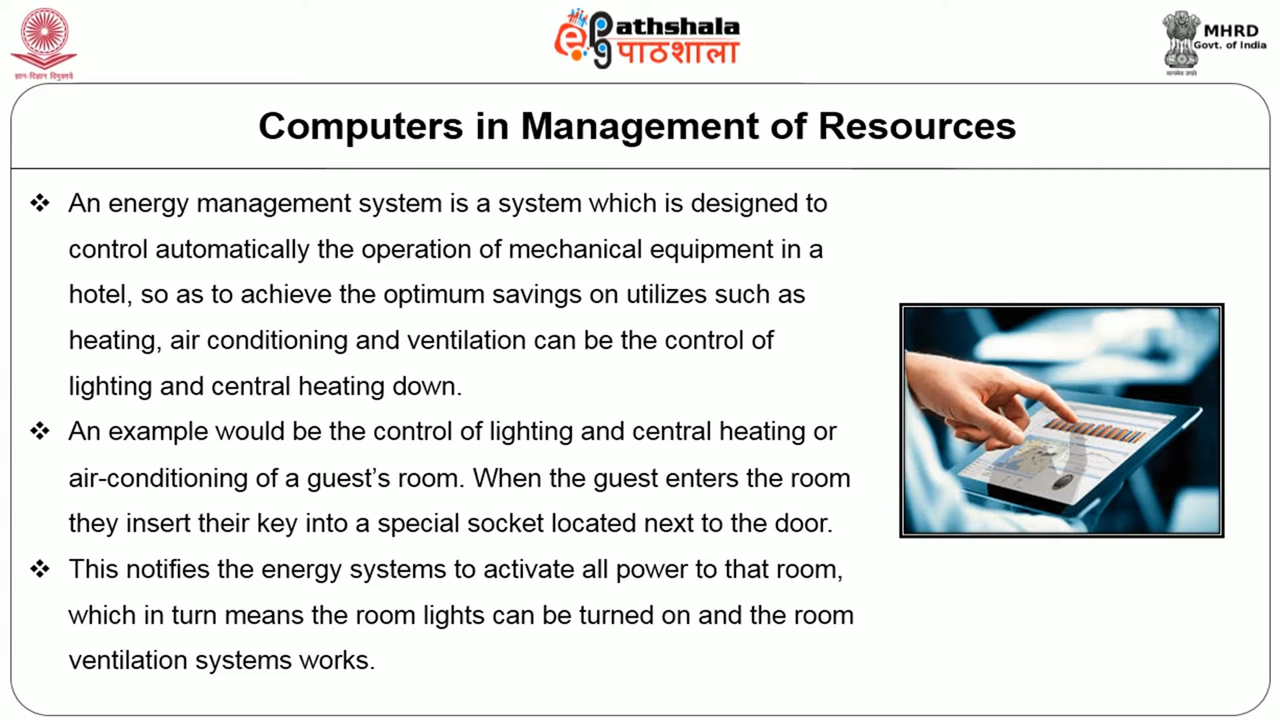 ज्ञान-विज्ञान विमुक्तये
ePG Pathshala
पाठशाला
सत्यमेव जयते
MHRD
Govt. of India
Computers in Management of Resources
An energy management system is a system which is designed to
control automatically the operation of mechanical equipment in a
hotel, so as to achieve the optimum savings on utilizes such as
heating, air conditioning and ventilation can be the control of
lighting and central heating down.
An example would be the control of lighting and central heating or
air-conditioning of a guest’s room. When the guest enters the room
they insert their key into a special socket located next to the door.
This notifies the energy systems to activate all power to that room,
which in turn means the room lights can be turned on and the room
ventilation systems works.